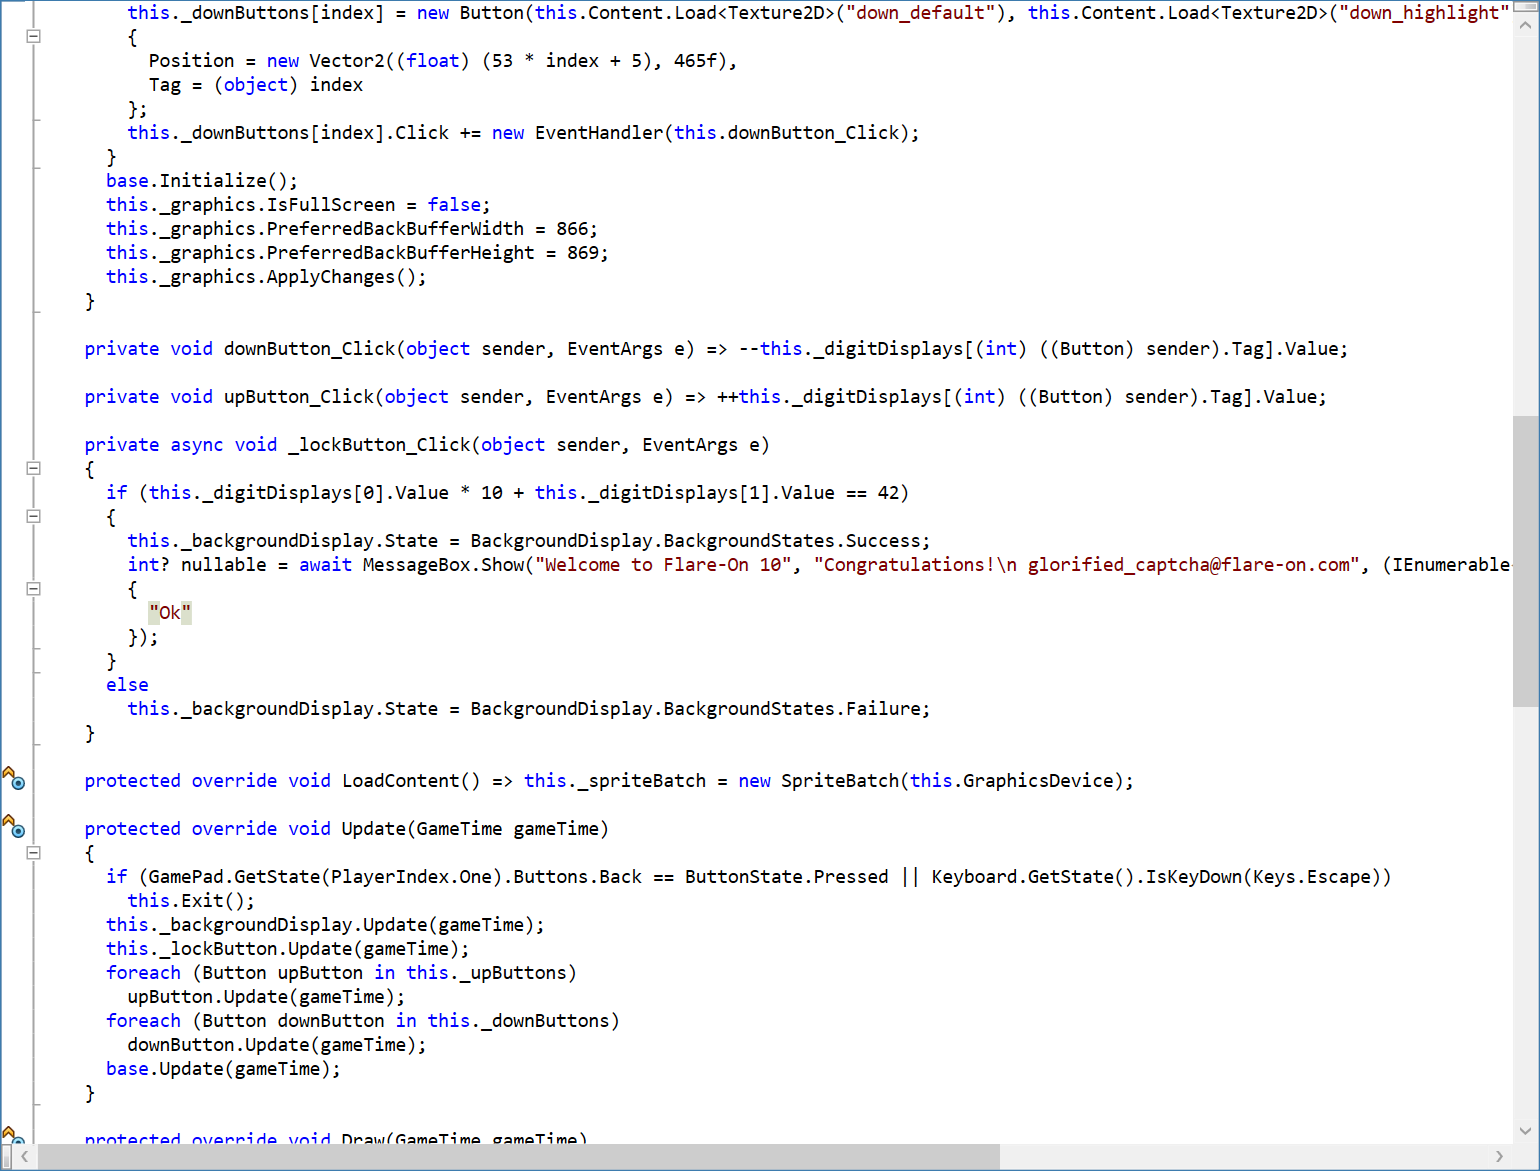 this._downButtons[index] = new Button(this.Content.Load<Texture2D>("down_default"), this.Content.Load<Texture2D>("down_highlight"
{
Position = new Vector2((float) (53 * index + 5), 465f),
Tag = (object) index
};
this._downButtons[index].Click += new EventHandler(this.downButton_Click);
}
base.Initialize();
this._graphics.IsFullScreen = false;
this._graphics.PreferredBackBufferWidth = 866;
this._graphics.PreferredBackBufferHeight = 869;
this._graphics.ApplyChanges();
}
private void downButton_Click(object sender, EventArgs e) => --this._digitDisplays[(int) ((Button) sender).Tag].Value;
private void upButton_Click(object sender, EventArgs e) => ++this._digitDisplays[(int) ((Button) sender).Tag].Value;
private async void _lockButton_Click(object sender, EventArgs e)
{
if (this._digitDisplays[0].Value * 10 + this._digitDisplays[1].Value == 42)
{
this._backgroundDisplay.State = BackgroundDisplay.BackgroundStates.Success;
int? nullable = await MessageBox.Show("Welcome to Flare-On 10", "Congratulations!\n glorified_captcha@flare-on.com", (IEnumerable
{
"Ok"
});
}
else
this._backgroundDisplay.State = BackgroundDisplay.BackgroundStates.Failure;
}
protected override void LoadContent() => this._spriteBatch = new SpriteBatch(this.GraphicsDevice);
protected override void Update(GameTime gameTime)
{
if (GamePad.GetState(PlayerIndex.One).Buttons.Back == ButtonState.Pressed || Keyboard.GetState().IsKeyDown(Keys.Escape))
this.Exit();
this._backgroundDisplay.Update(gameTime);
this._lockButton.Update(gameTime);
foreach (Button upButton in this._upButtons)
upButton.Update(gameTime);
foreach (Button downButton in this._downButtons)
downButton.Update(gameTime);
base.Update(gameTime);
}
protected override void Draw(GameTime gameTime)